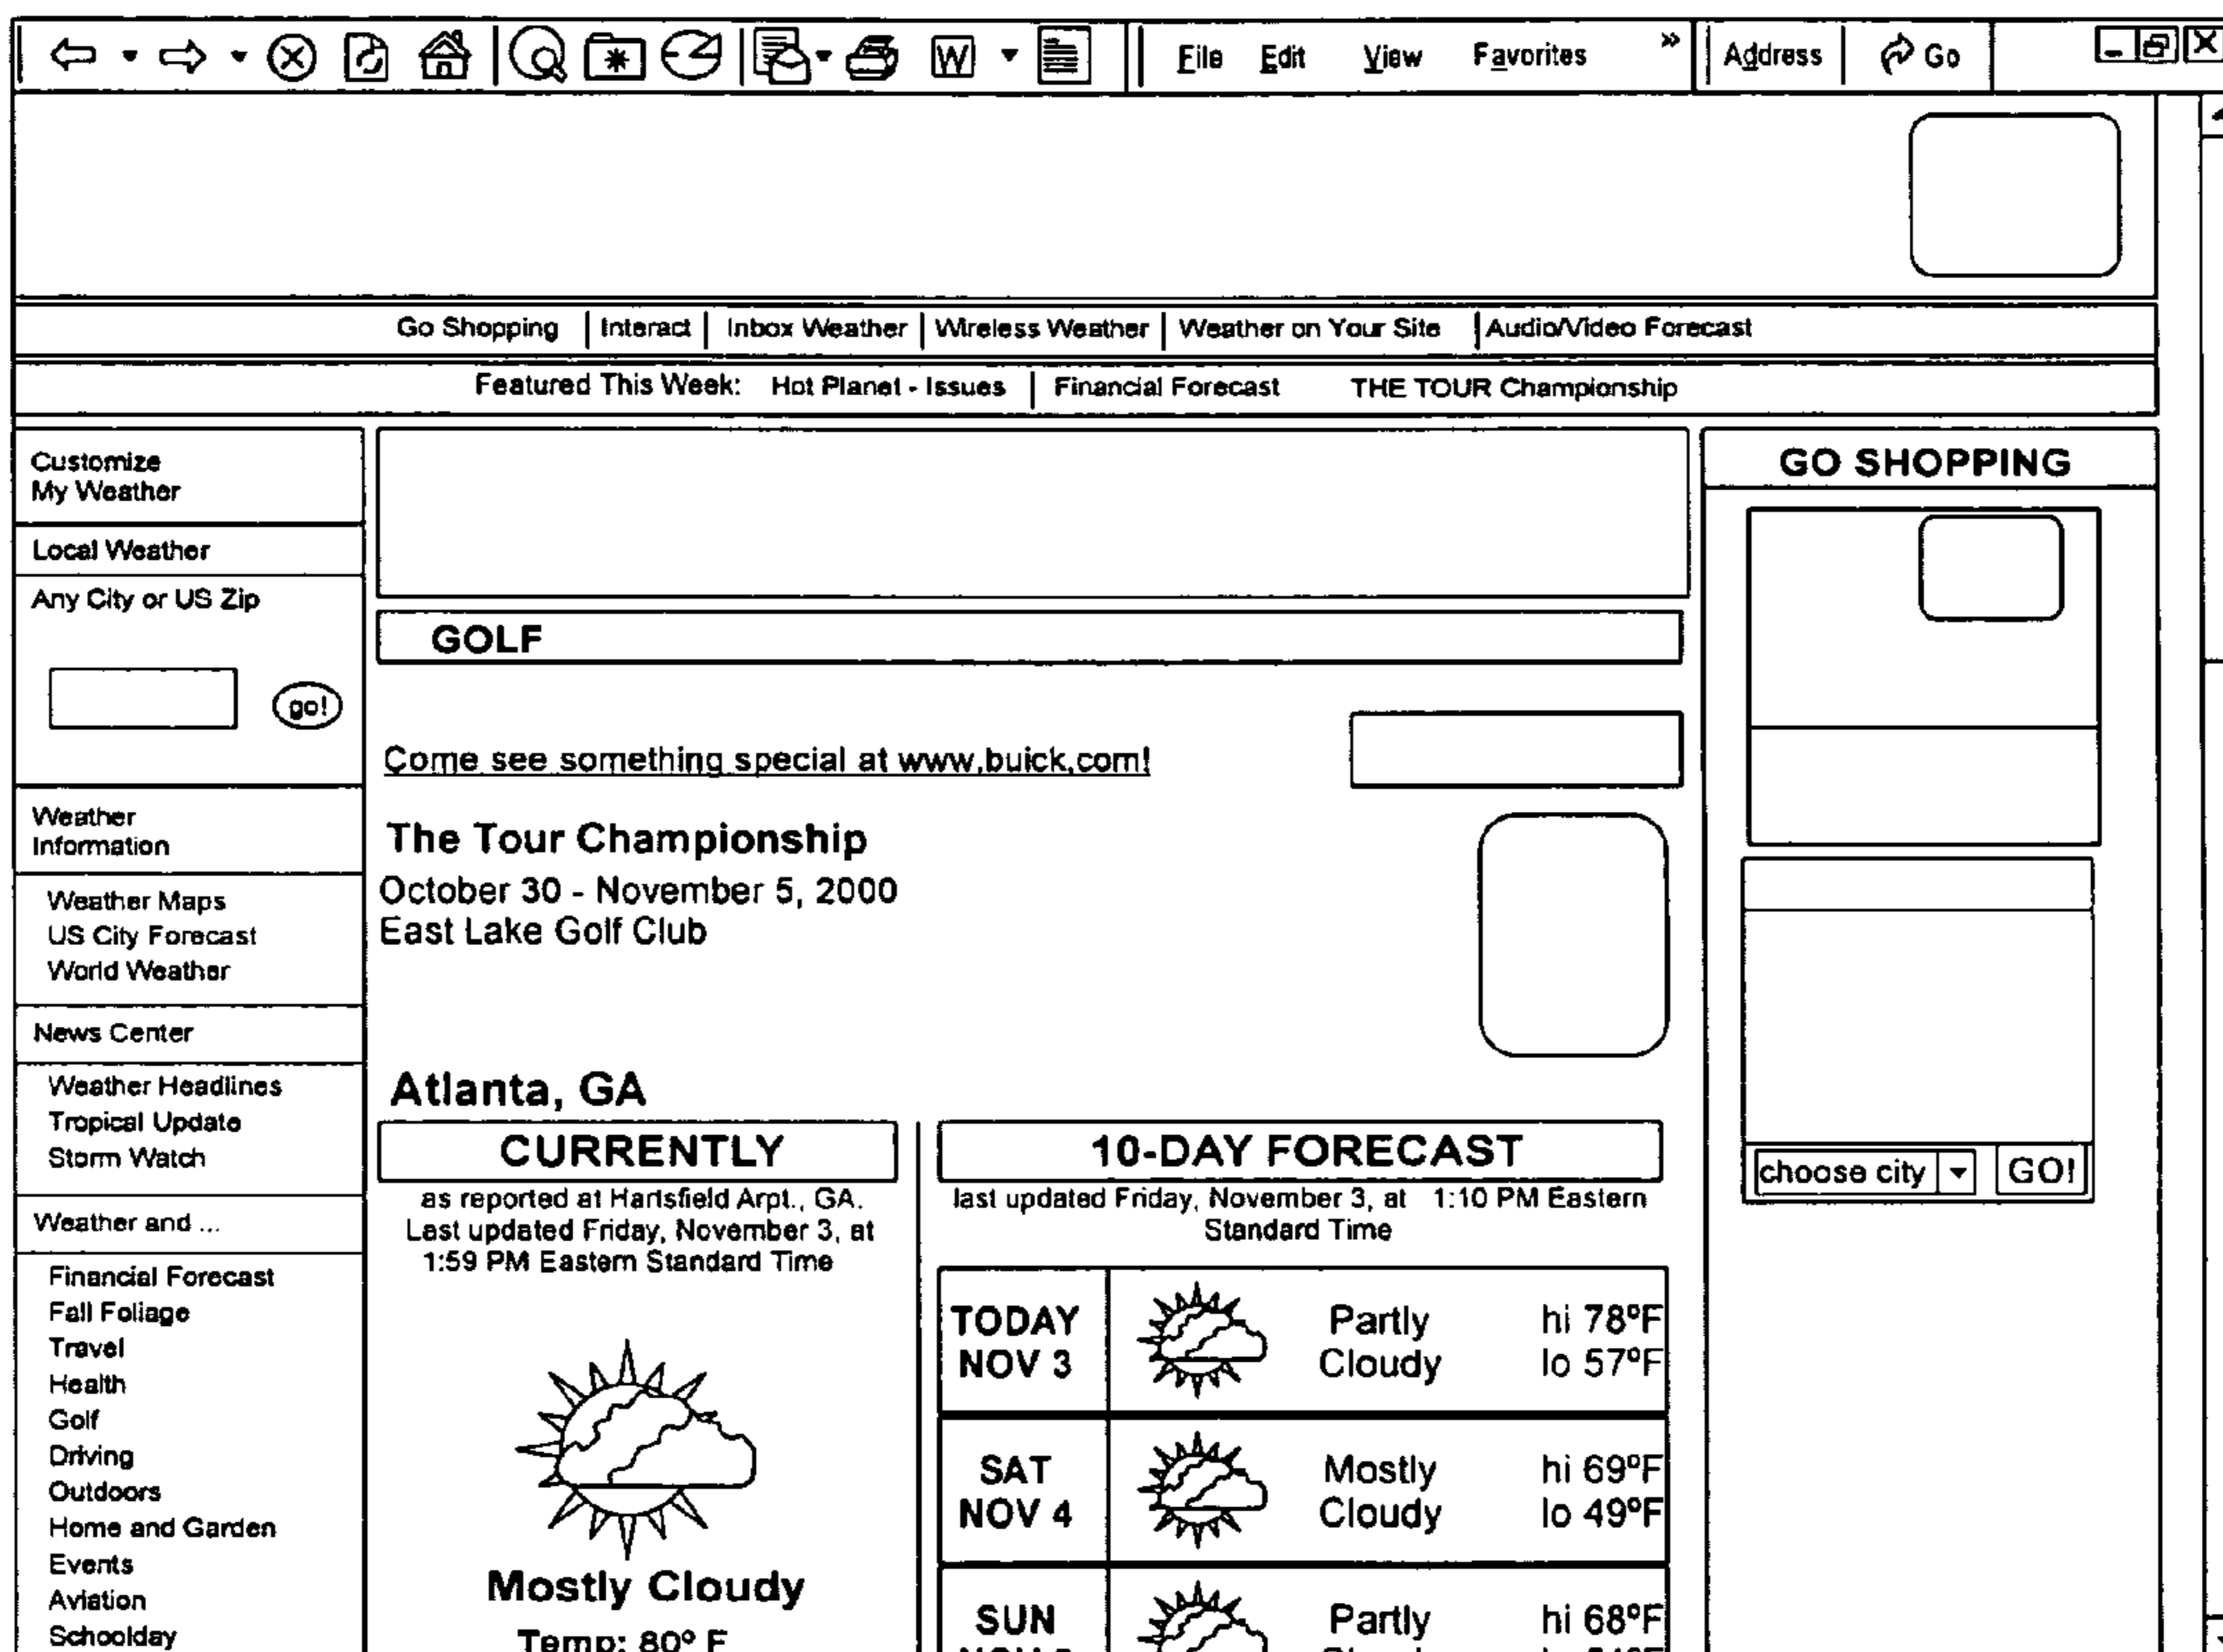 File Edit View Favorites » Address Go
W
Go Shopping | Interact | Inbox Weather | Wireless Weather | Weather on Your Site | Audio/Video Forecast
Featured This Week: Hot Planet - Issues | Financial Forecast THE TOUR Championship
Customize
My Weather
Local Weather
Any City or US Zip
go!
Weather
Information
Weather Maps
US City Forecast
World Weather
News Center
Weather Headlines
Tropical Update
Storm Watch
Weather and ...
Financial Forecast
Fall Foliage
Travel
Health
Golf
Driving
Outdoors
Home and Garden
Events
Aviation
Schoolday
GOLF
Come see something special at www.buick.com!
The Tour Championship
October 30 - November 5, 2000
East Lake Golf Club
Atlanta, GA
CURRENTLY
as reported at Hartsfield Arpt., GA.
Last updated Friday, November 3, at
1:59 PM Eastern Standard Time
Mostly Cloudy
Temp: 80º F
10-DAY FORECAST
last updated Friday, November 3, at 1:10 PM Eastern
Standard Time
TODAY Partly hi 78ºF
NOV 3 Cloudy lo 57ºF
SAT Mostly hi 69ºF
NOV 4 Cloudy lo 49ºF
SUN Partly hi 68ºF
GO SHOPPING
choose city GO!